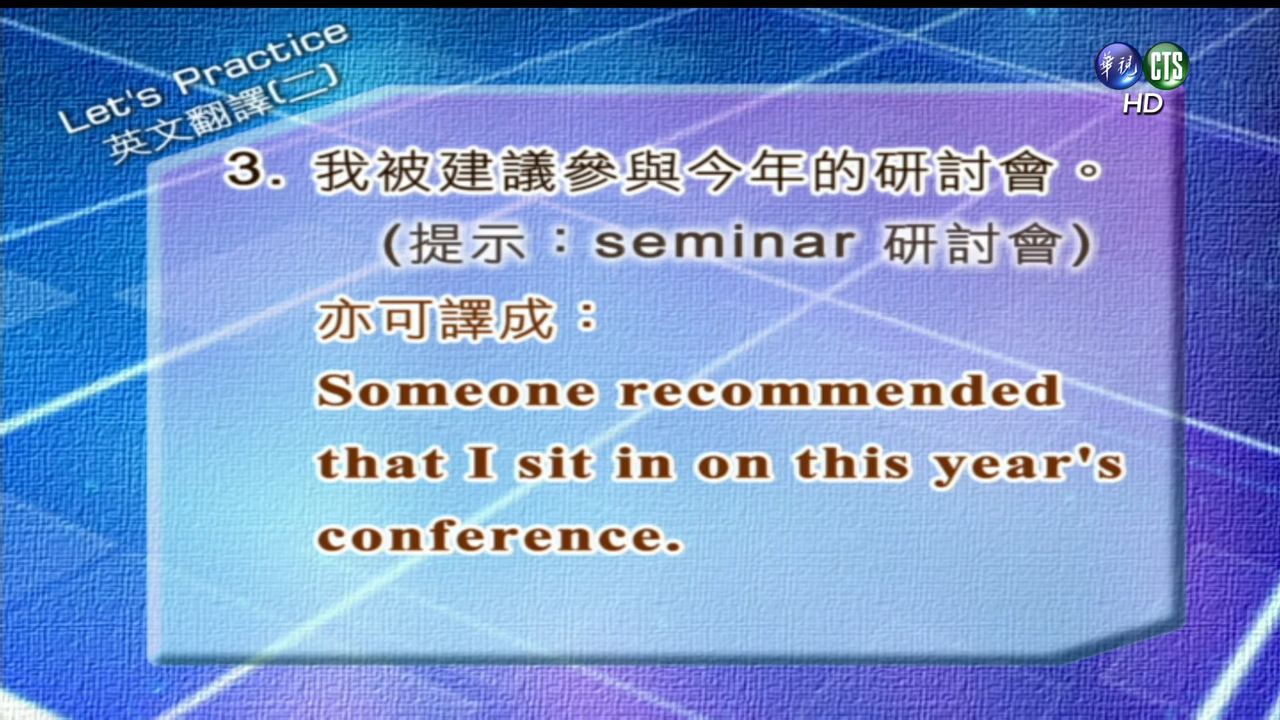 Let's Practice
英文翻譯(二)
華視 CTS
HD
3. 我被建議參與今年的研討會。
(提示：seminar 研討會)
亦可譯成：
Someone recommended
that I sit in on this year's
conference.